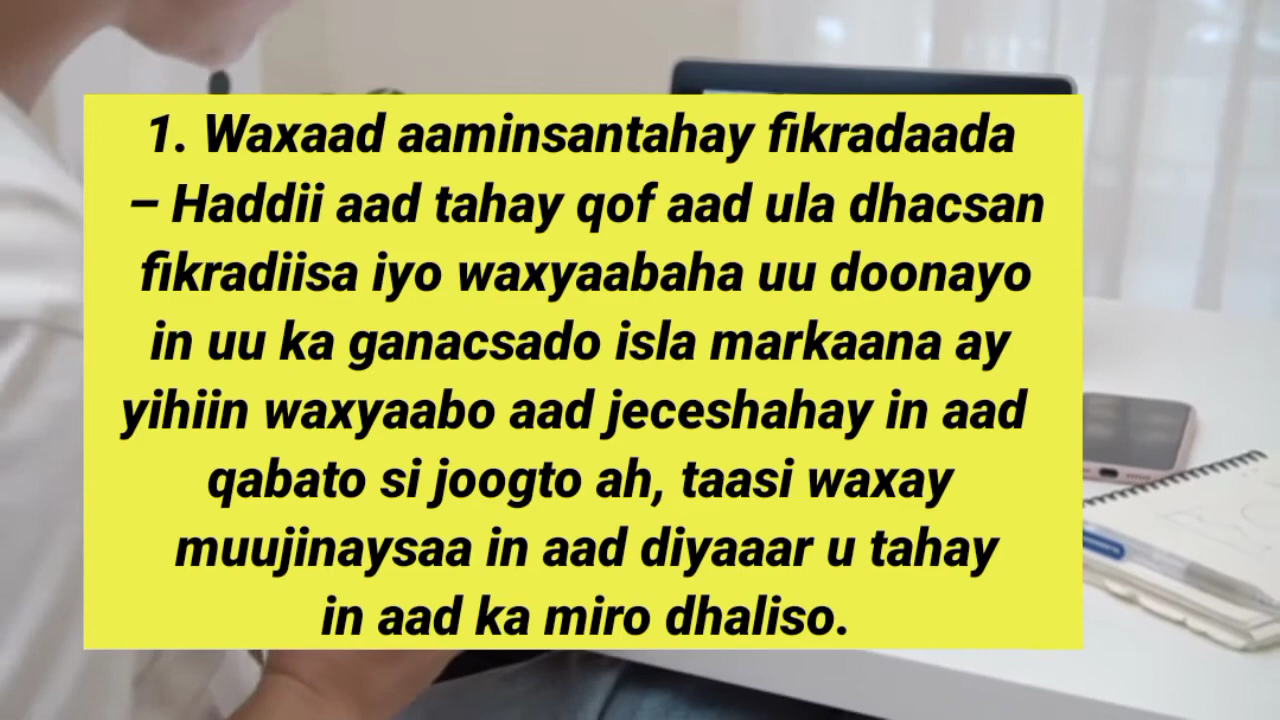 1. Waxaad aaminsantahay fikradaada
– Haddii aad tahay qof aad ula dhacsan
fikradiisa iyo waxyaabaha uu doonayo
in uu ka ganacsado isla markaana ay
yihiin waxyaabo aad jeceshahay in aad
qabato si joogto ah, taasi waxay
muujinaysaa in aad diyaaar u tahay
in aad ka miro dhaliso.